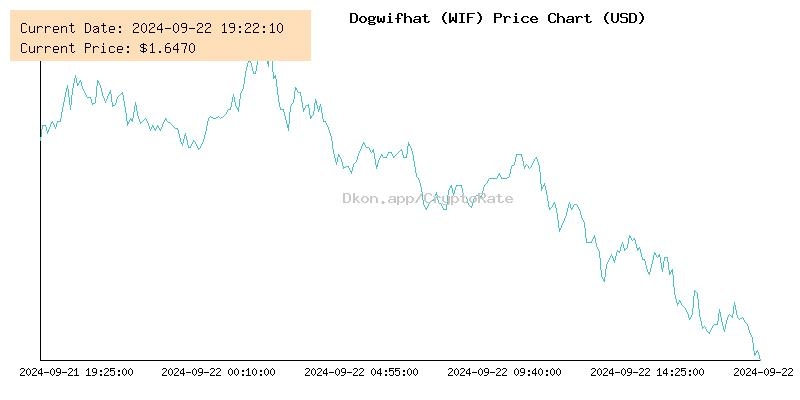 Dogwifhat (WIF) Price Chart (USD)
Current Date: 2024-09-22 19:22:10
Current Price: $1.6470
Dkon.app/CryptoRate
2024-09-21 19:25:00
2024-09-22 00:10:00
2024-09-22 04:55:00
2024-09-22 09:40:00
2024-09-22 14:25:00
2024-09-22